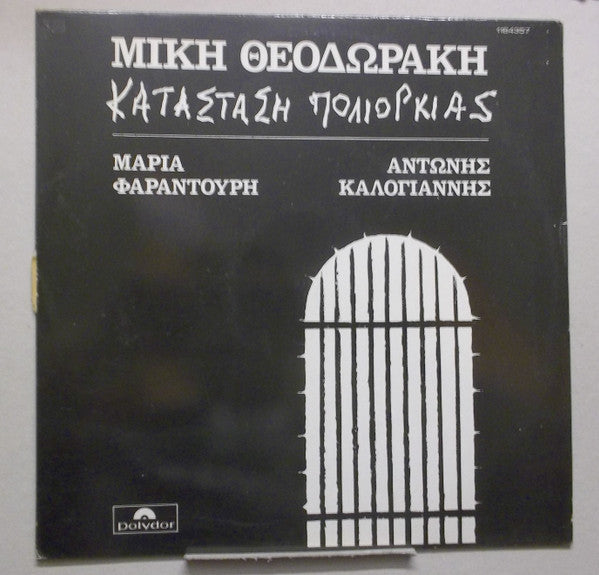 1184357
ΜΙΚΗ ΘΕΟΔΩΡΑΚΗ
ΚΑΤΑΣΤΑΣΗ ΠΟΛΙΟΡΚΙΑΣ
ΜΑΡΙΑ ΑΝΤΩΝΗΣ
ΦΑΡΑΝΤΟΥΡΗ ΚΑΛΟΓΙΑΝΝΗΣ
Polydor